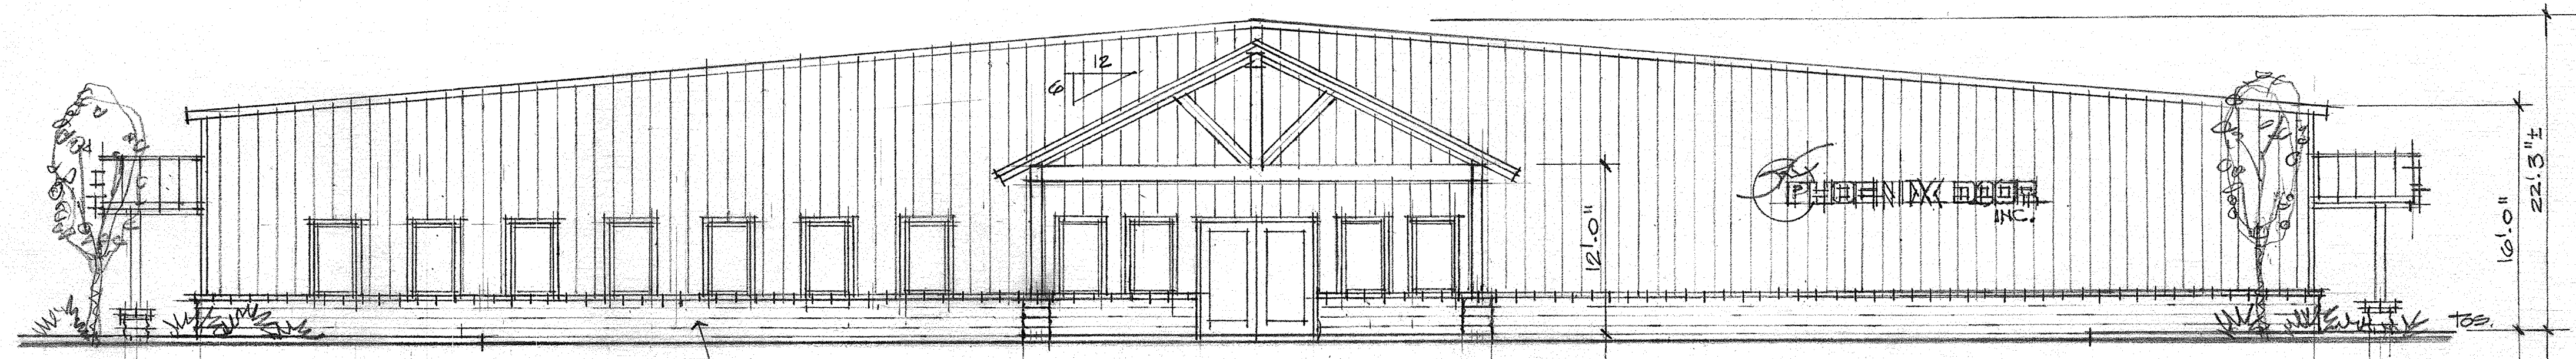 12
6
PHOENIX DOOR
INC.
12'.0"
16'.0"
22'.3"±
TOS.